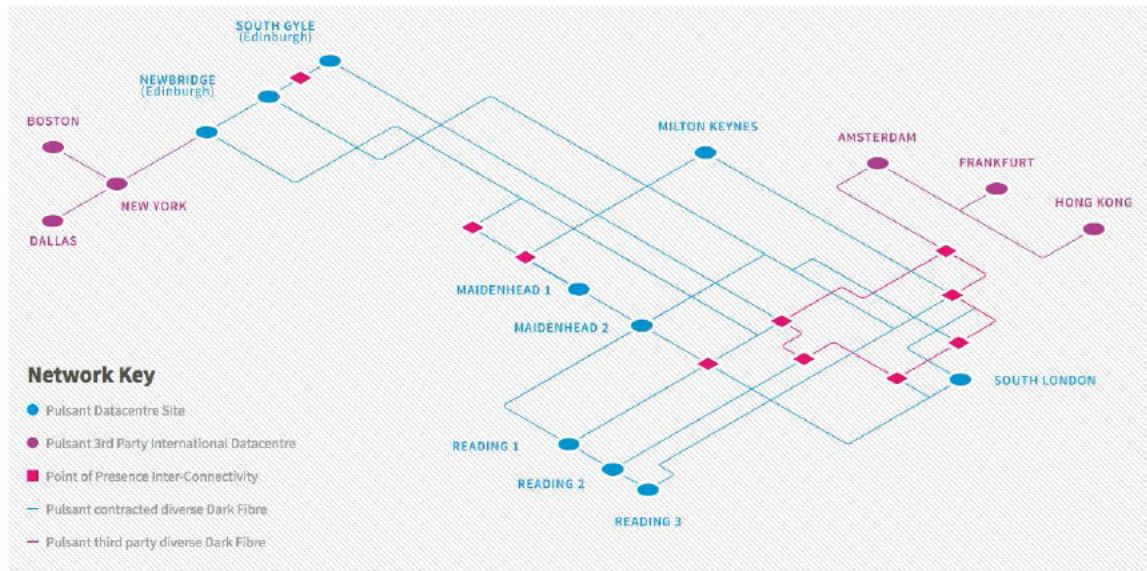 SOUTH GYLE
(Edinburgh)
NEWBRIDGE
(Edinburgh)
BOSTON
NEW YORK
DALLAS
MILTON KEYNES
AMSTERDAM
FRANKFURT
HONG KONG
MAIDENHEAD 1
MAIDENHEAD 2
SOUTH LONDON
READING 1
READING 2
READING 3
Network Key
Pulsant Datacentre Site
Pulsant 3rd Party International Datacentre
Point of Presence Inter-Connectivity
Pulsant contracted diverse Dark Fibre
Pulsant third party diverse Dark Fibre